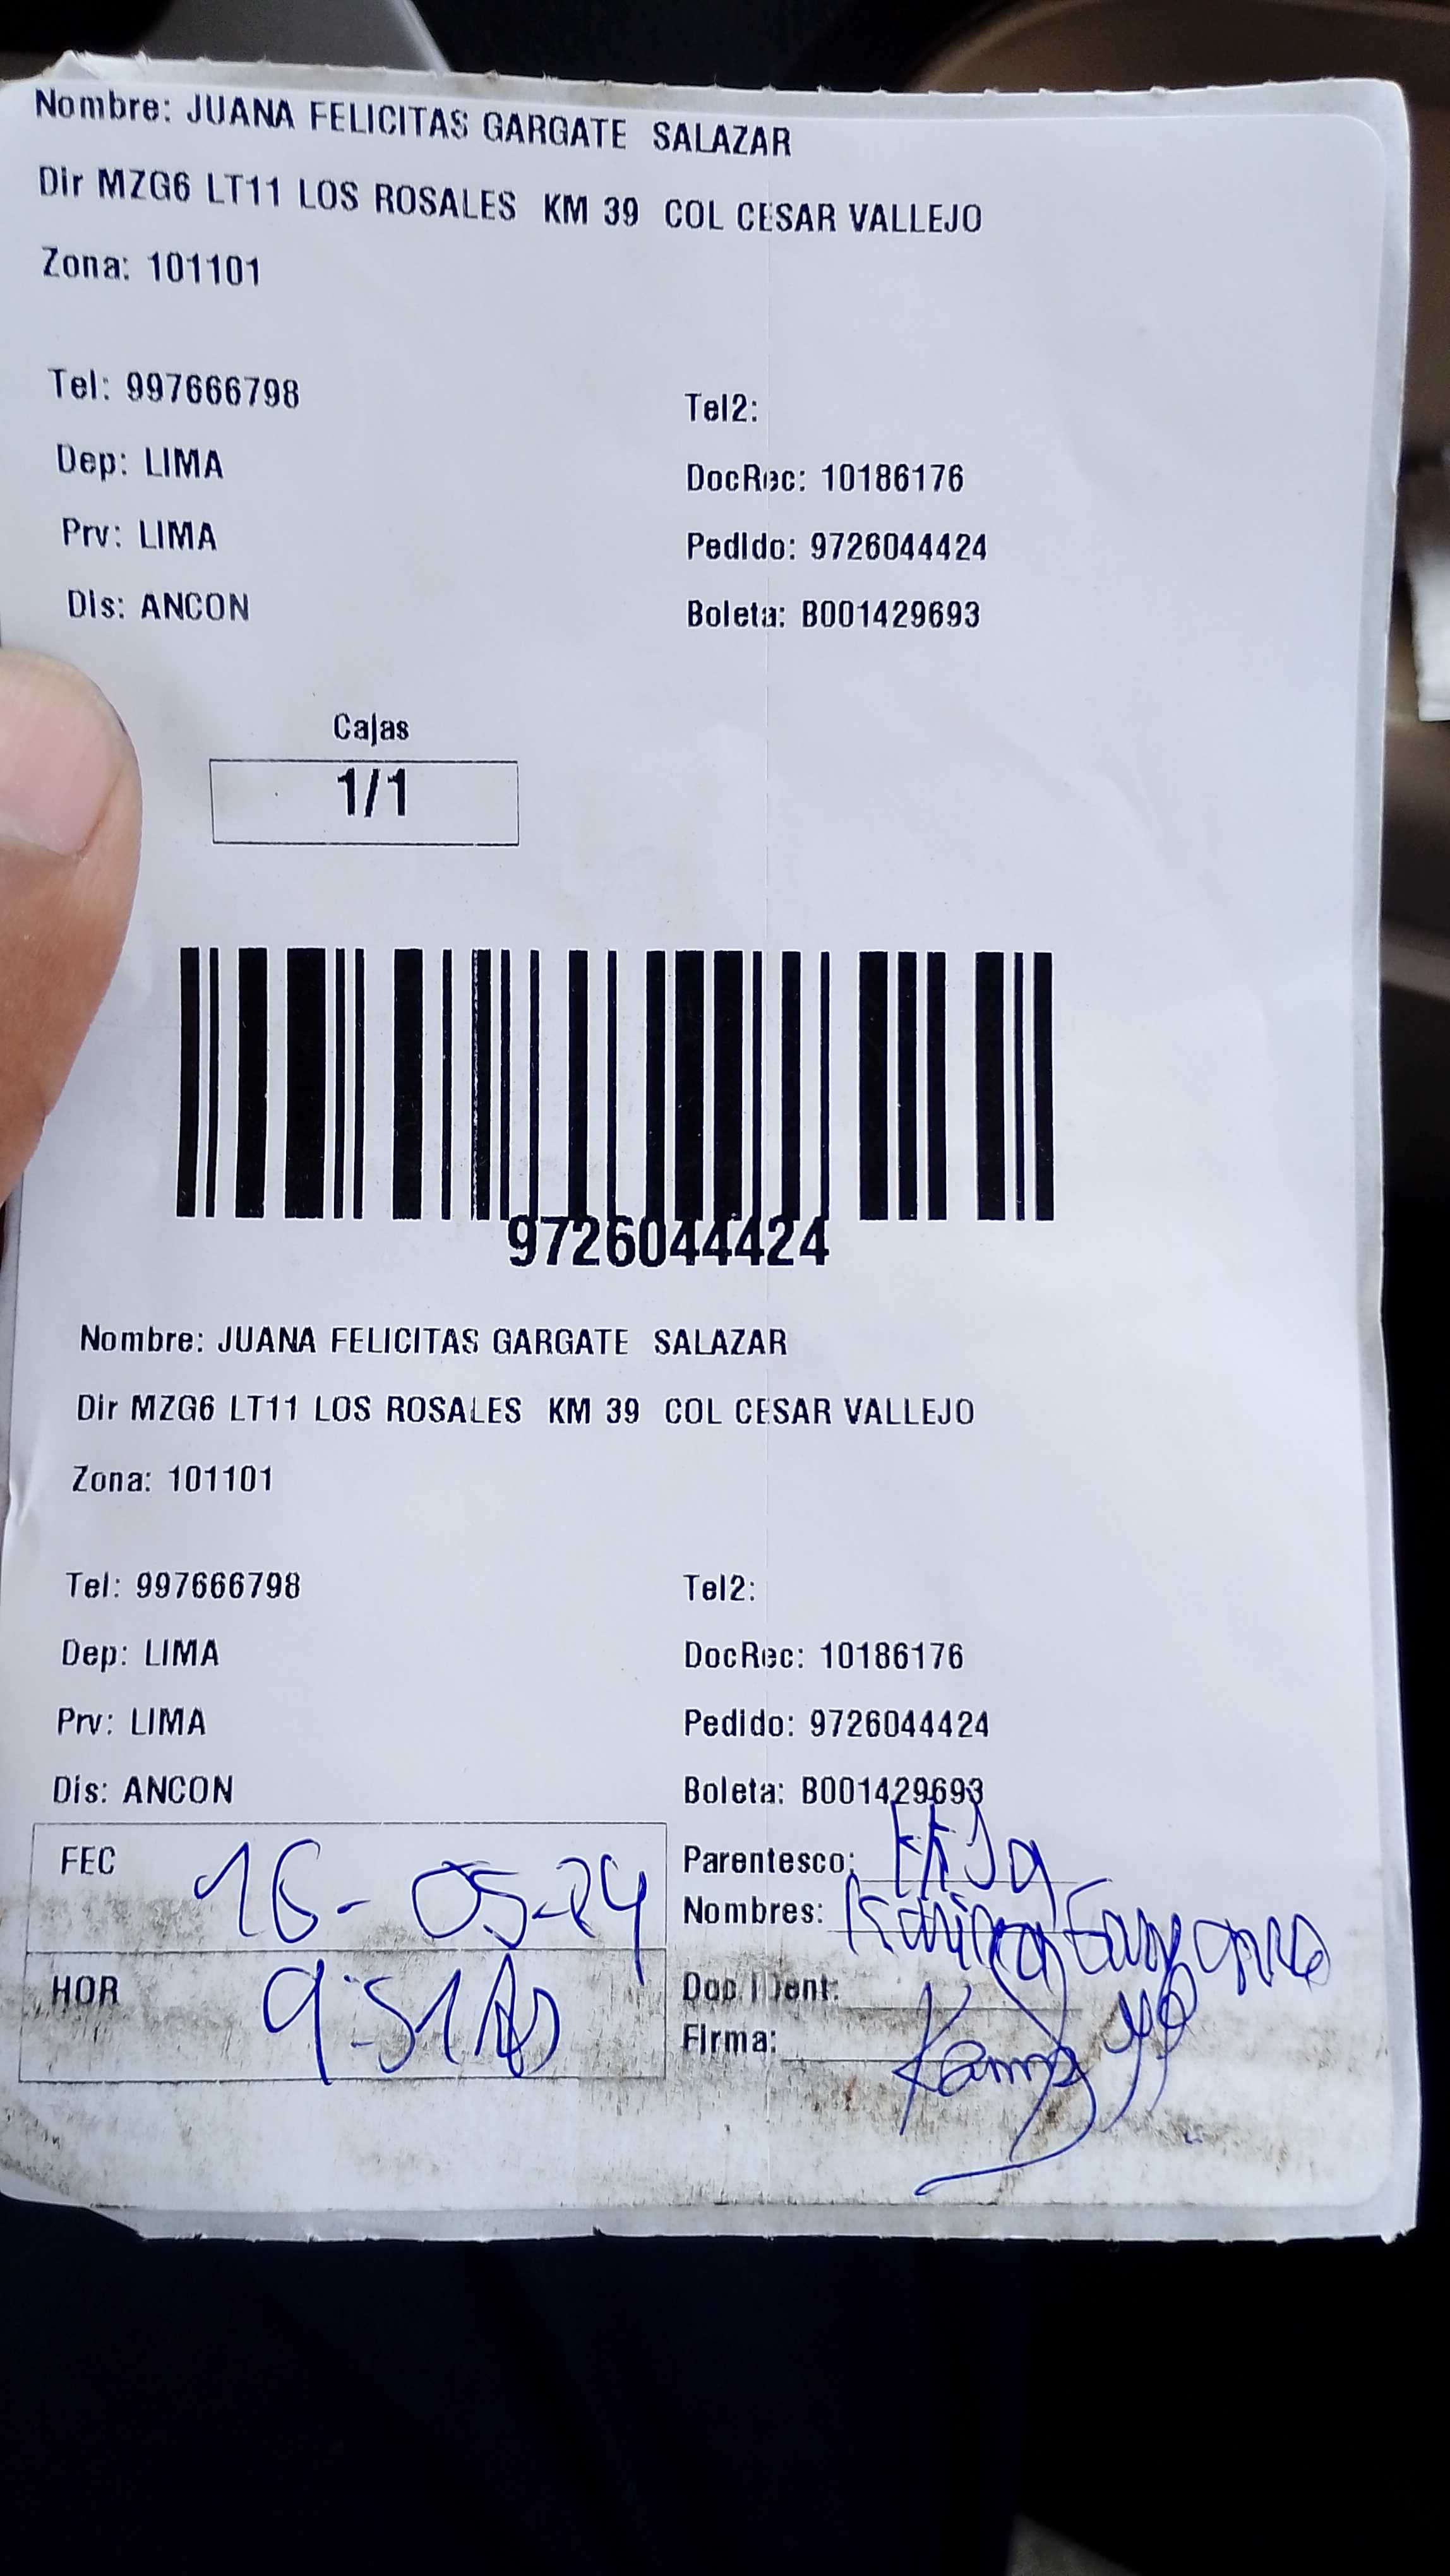 Nombre: JUANA FELICITAS GARGATE SALAZAR
Dir MZG6 LT11 LOS ROSALES KM 39 COL CESAR VALLEJO
Zona: 101101
Tel: 997666798
Tel2:
Dep: LIMA
DocRec: 10186176
Prv: LIMA
Pedido: 9726044424
Dis: ANCON
Boleta: B001429693
Cajas
1/1
9726044424
Nombre: JUANA FELICITAS GARGATE SALAZAR
Dir MZG6 LT11 LOS ROSALES KM 39 COL CESAR VALLEJO
Zona: 101101
Tel: 997666798
Tel2:
Dep: LIMA
DocRec: 10186176
Prv: LIMA
Pedido: 9726044424
Dis: ANCON
Boleta: B001429693
FEC 16-05-24
Parentesco: HIJa
Nombres:
HOR 9:51
Doc Ident:
Firma: